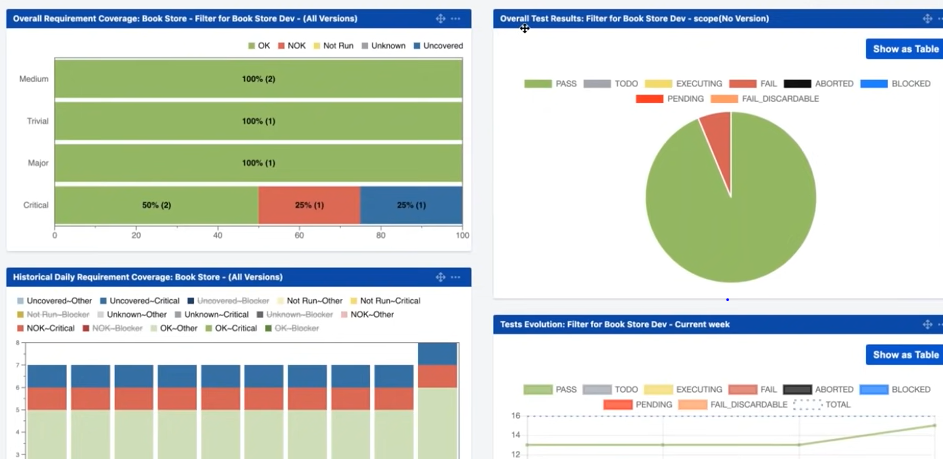 Overall Requirement Coverage: Book Store - Filter for Book Store Dev - (All Versions)
OK NOK Not Run Unknown Uncovered
Medium 100% (2)
Trivial 100% (1)
Major 100% (1)
Critical 50% (2) 25% (1) 25% (1)
0 20 40 60 80 100
Historical Daily Requirement Coverage: Book Store - (All Versions)
Uncovered~Other Uncovered~Critical Uncovered~Blocker Not Run~Other Not Run~Critical
Not Run~Blocker Unknown~Other Unknown~Critical Unknown~Blocker NOK~Other
NOK~Critical NOK~Blocker OK~Other OK~Critical OK~Blocker
8
7
6
5
4
3
Overall Test Results: Filter for Book Store Dev - scope(No Version)
Show as Table
PASS TODO EXECUTING FAIL ABORTED BLOCKED
PENDING FAIL_DISCARDABLE
Tests Evolution: Filter for Book Store Dev - Current week
Show as Table
PASS TODO EXECUTING FAIL ABORTED BLOCKED
PENDING FAIL_DISCARDABLE TOTAL
16
14
12